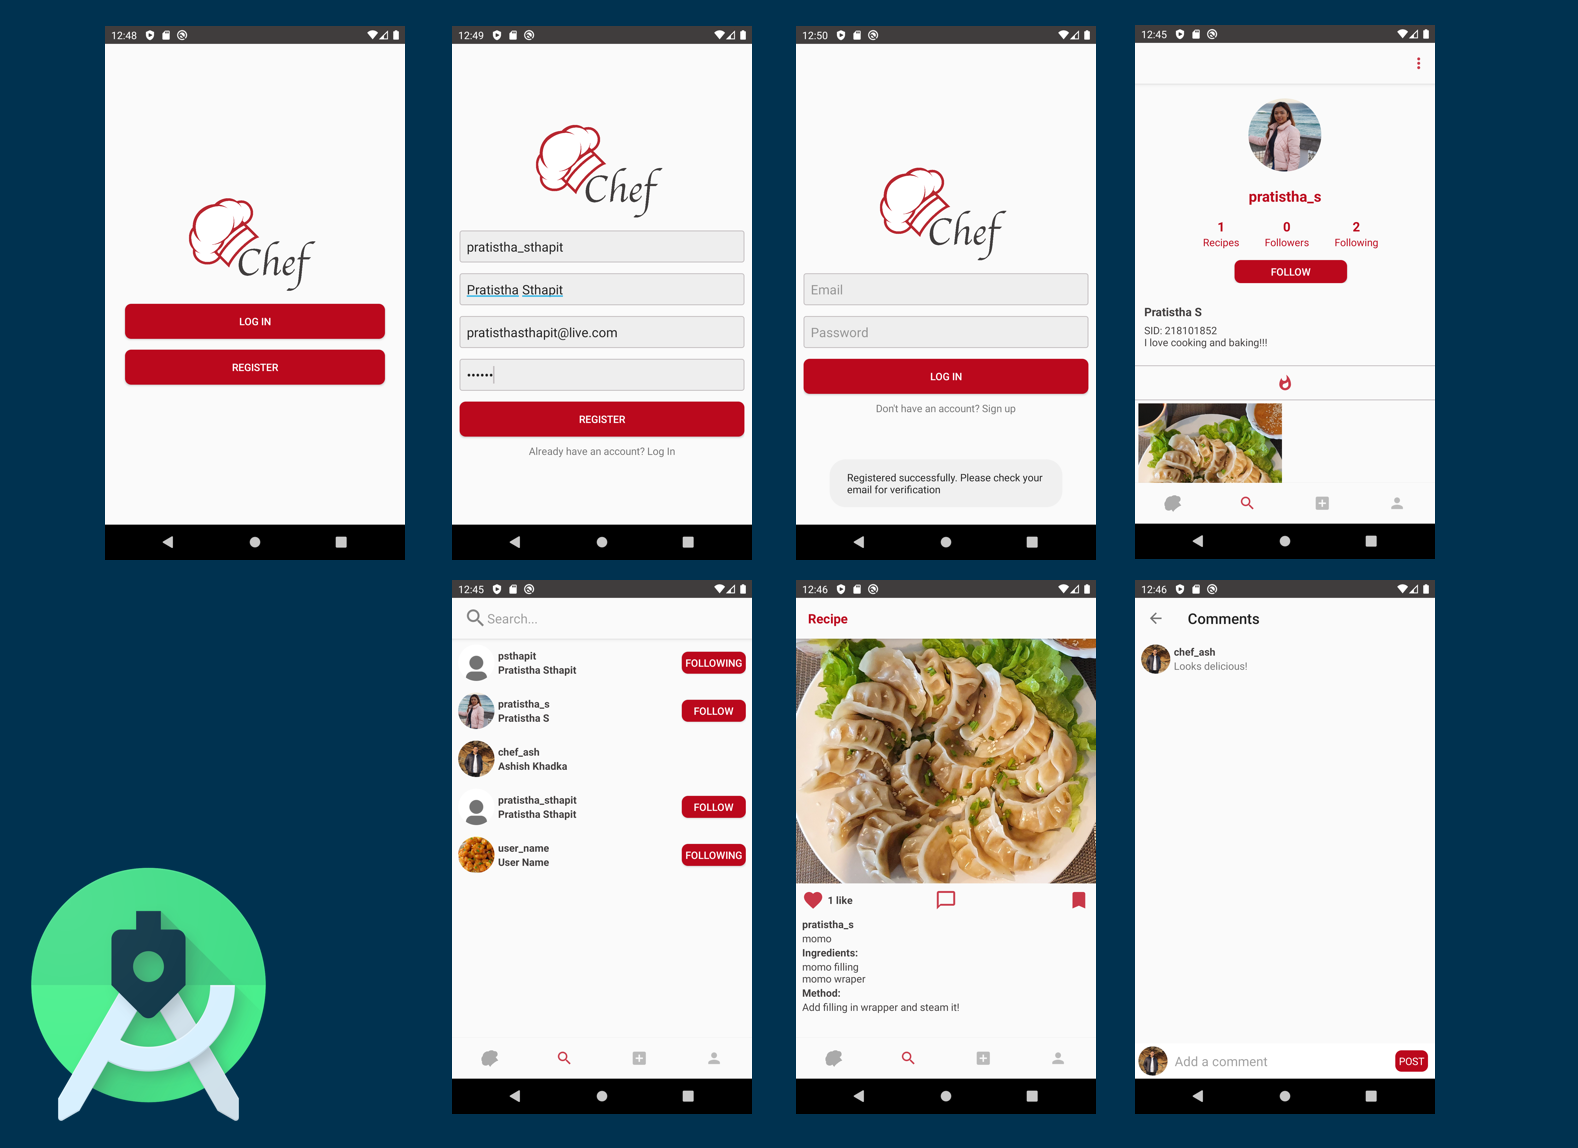 12:48
Chef
LOG IN
REGISTER
12:49
Chef
pratistha_sthapit
Pratistha Sthapit
pratisthasthapit@live.com
••••••
REGISTER
Already have an account? Log In
12:50
Chef
Email
Password
LOG IN
Don't have an account? Sign up
Registered successfully. Please check your
email for verification
12:45
pratistha_s
1 0 2
Recipes Followers Following
FOLLOW
Pratistha S
SID: 218101852
I love cooking and baking!!!
12:45
Search...
psthapit
Pratistha Sthapit
FOLLOWING
pratistha_s
Pratistha S
FOLLOW
chef_ash
Ashish Khadka
pratistha_sthapit
Pratistha Sthapit
FOLLOW
user_name
User Name
FOLLOWING
12:46
Recipe
1 like
pratistha_s
momo
Ingredients:
momo filling
momo wraper
Method:
Add filling in wrapper and steam it!
12:46
Comments
chef_ash
Looks delicious!
Add a comment
POST